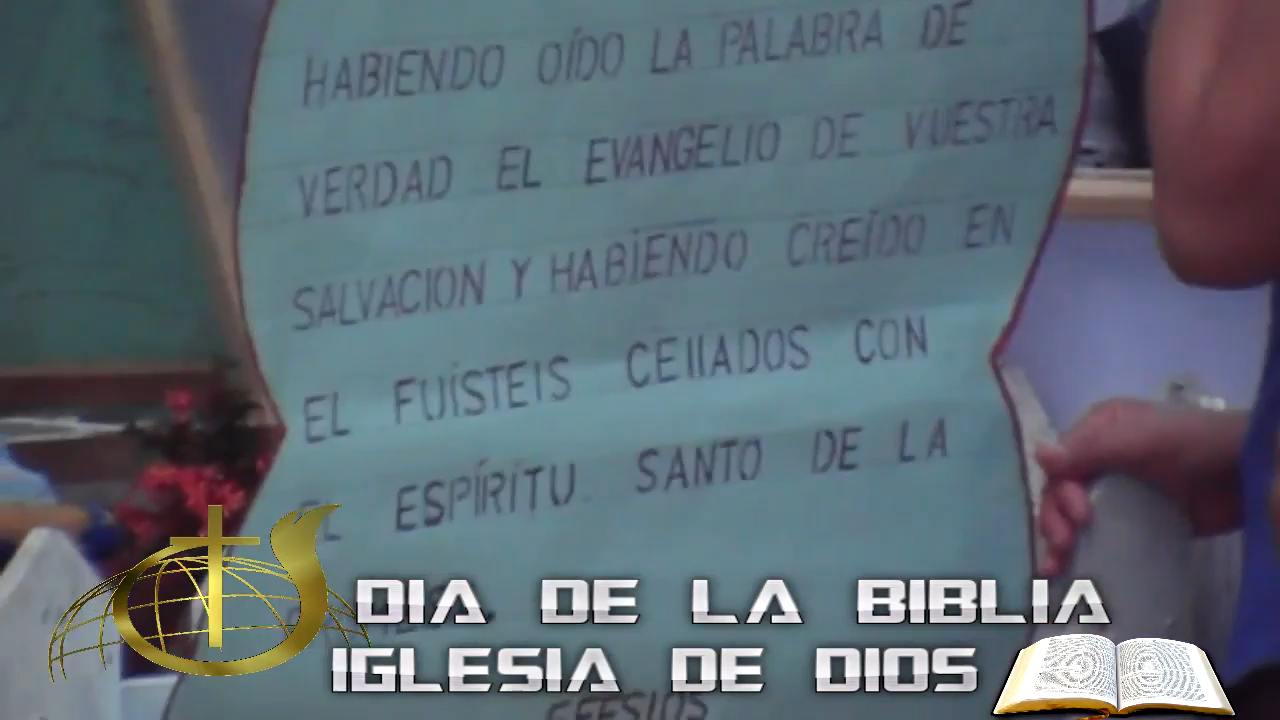 HABIENDO OÍDO LA PALABRA DE
VERDAD EL EVANGELIO DE VUESTRA
SALVACION Y HABIENDO CREÍDO EN
EL FUISTEIS CEllADOS CON
EL ESPÍRITU SANTO DE LA
DIA DE LA BIBLIA
IGLESIA DE DIOS